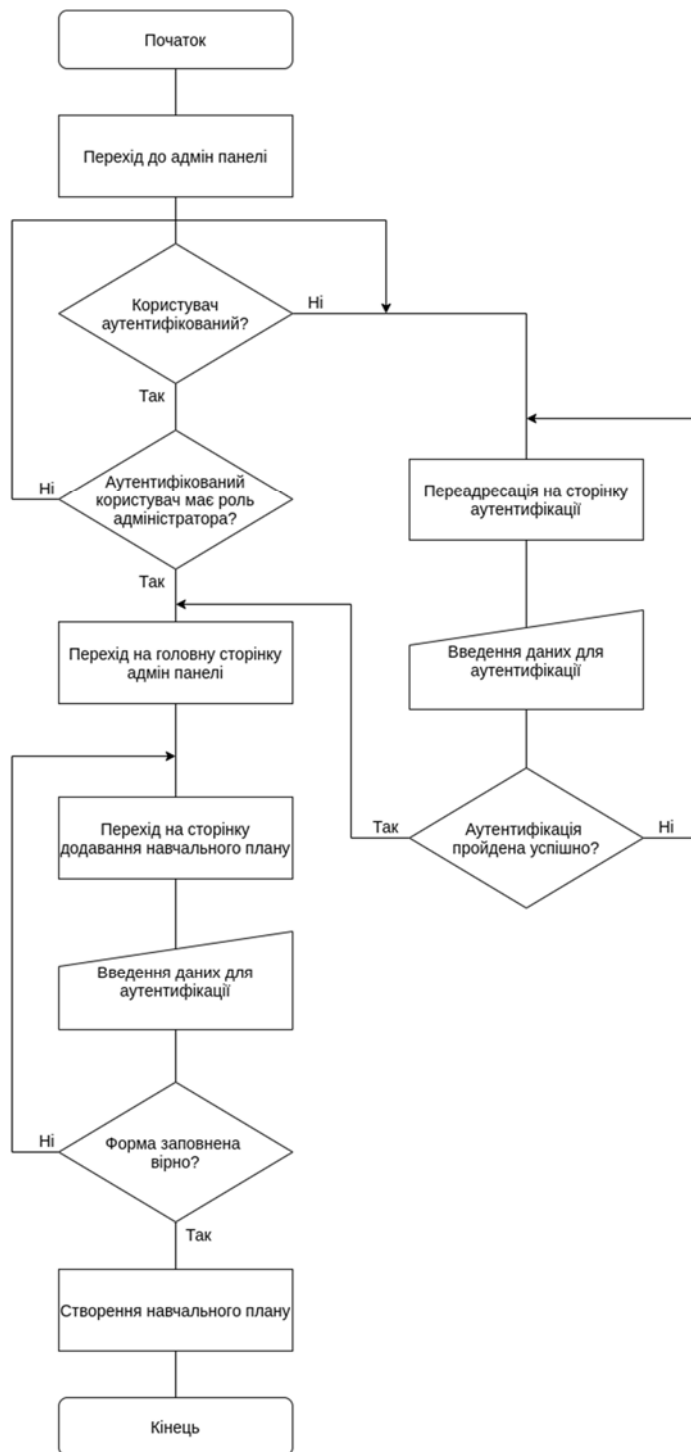 Початок
Перехід до адмін панелі
Користувач
аутентифікований?
Ні
Так
Аутентифікований
користувач має роль
адміністратора?
Ні
Так
Переадресація на сторінку
аутентифікації
Введення даних для
аутентифікації
Перехід на головну сторінку
адмін панелі
Аутентифікація
пройдена успішно?
Так
Ні
Перехід на сторінку
додавання навчального плану
Введення даних для
аутентифікації
Форма заповнена
вірно?
Ні
Так
Створення навчального плану
Кінець